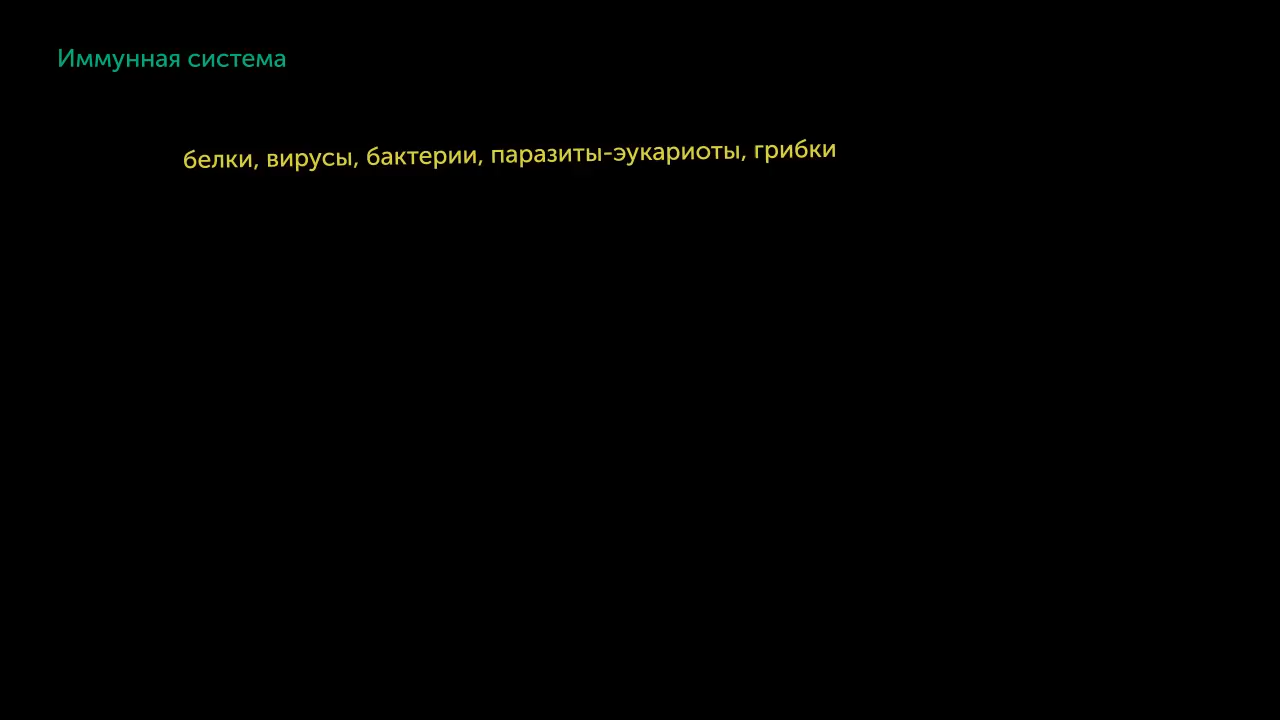 Иммунная система
белки, вирусы, бактерии, паразиты-эукариоты, грибки